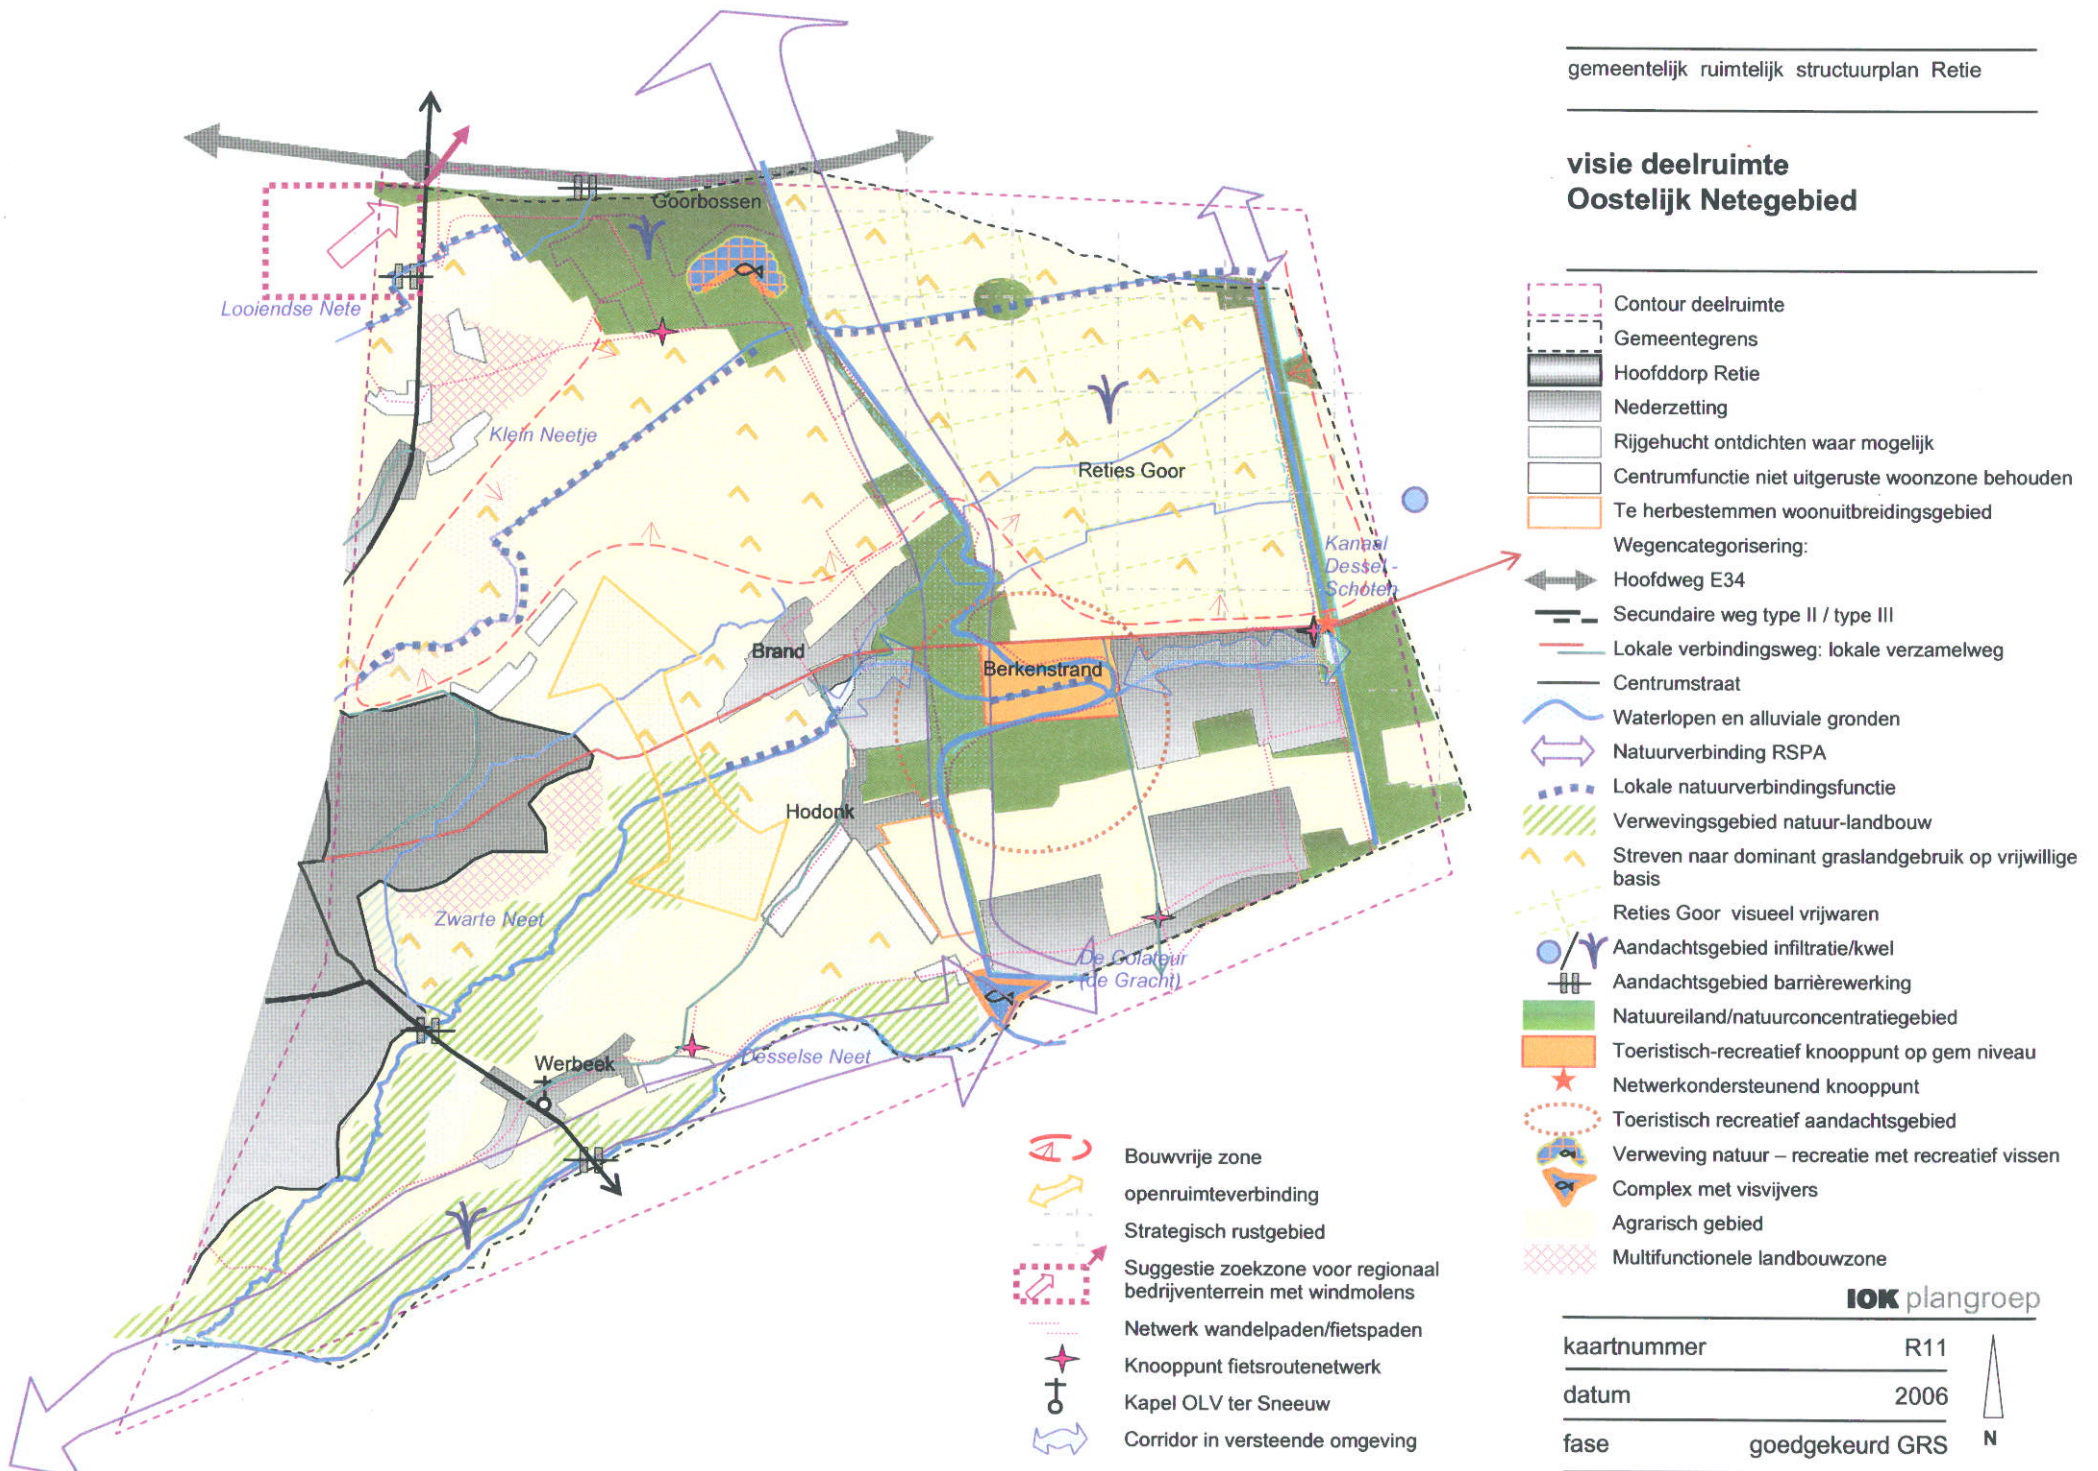 gemeentelijk ruimtelijk structuurplan Retie
visie deelruimte
Oostelijk Netegebied
Contour deelruimte
Gemeentegrens
Hoofddorp Retie
Nederzetting
Rijgehucht ontdichten waar mogelijk
Centrumfunctie niet uitgeruste woonzone behouden
Te herbestemmen woonuitbreidingsgebied
Wegencategorisering:
Hoofdweg E34
Secundaire weg type II / type III
Lokale verbindingsweg: lokale verzamelweg
Centrumstraat
Waterlopen en alluviale gronden
Natuurverbinding RSPA
Lokale natuurverbindingsfunctie
Verwevingsgebied natuur-landbouw
Streven naar dominant graslandgebruik op vrijwillige
basis
Reties Goor visueel vrijwaren
Aandachtsgebied infiltratie/kwel
Aandachtsgebied barrièrewerking
Natuureiland/natuurconcentratiegebied
Toeristisch-recreatief knooppunt op gem niveau
Netwerkondersteunend knooppunt
Toeristisch recreatief aandachtsgebied
Verweving natuur – recreatie met recreatief vissen
Complex met visvijvers
Agrarisch gebied
Multifunctionele landbouwzone
Bouwvrije zone
openruimteverbinding
Strategisch rustgebied
Suggestie zoekzone voor regionaal
bedrijventerrein met windmolens
Netwerk wandelpaden/fietspaden
Knooppunt fietsroutenetwerk
Kapel OLV ter Sneeuw
Corridor in versteende omgeving
IOK plangroep
kaartnummer R11
datum 2006
fase goedgekeurd GRS
N
Goorbossen
Looiendse Nete
Klein Neetje
Reties Goor
Kanaal
Dessel -
Schoten
Brand
Berkenstrand
Hodonk
Zwarte Neet
De Colateur
(de Gracht)
Desselse Neet
Werbeek